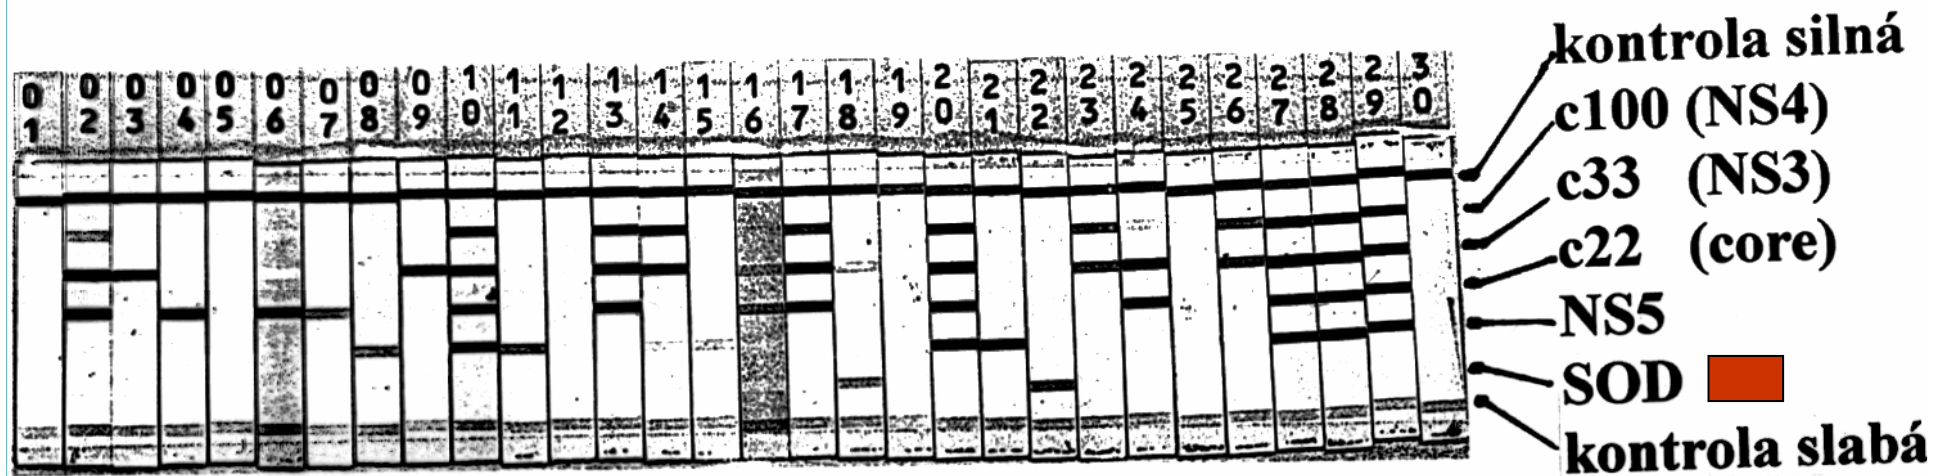 01 02 03 04 05 06 07 08 09 10 11 12 13 14 15 16 17 18 19 20 21 22 23 24 25 26 27 28 29 30
kontrola silná
c100 (NS4)
c33 (NS3)
c22 (core)
NS5
SOD
kontrola slabá